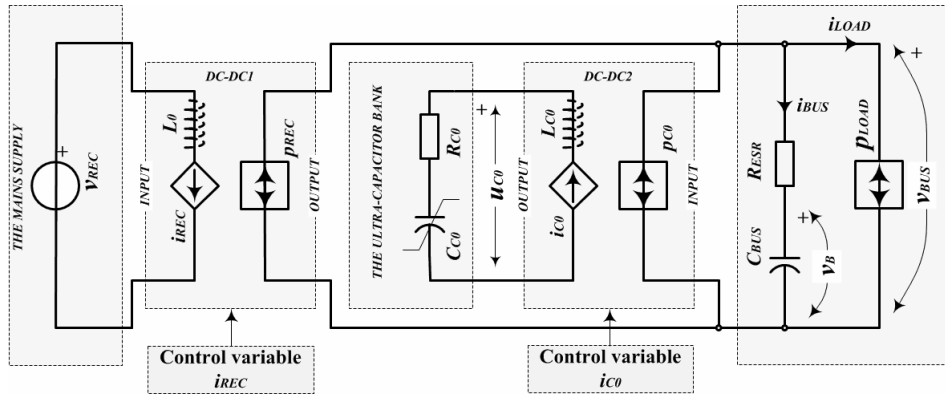 THE MAINS SUPPLY
+
vREC
DC-DC1
INPUT
L0
iREC
pREC
OUTPUT
Control variable
iREC
THE ULTRA-CAPACITOR BANK
RC0
CC0
+
uC0
DC-DC2
OUTPUT
LC0
iC0
pC0
INPUT
Control variable
iC0
iLOAD
iBUS
RESR
CBUS
+
vB
pLOAD
+
vBUS